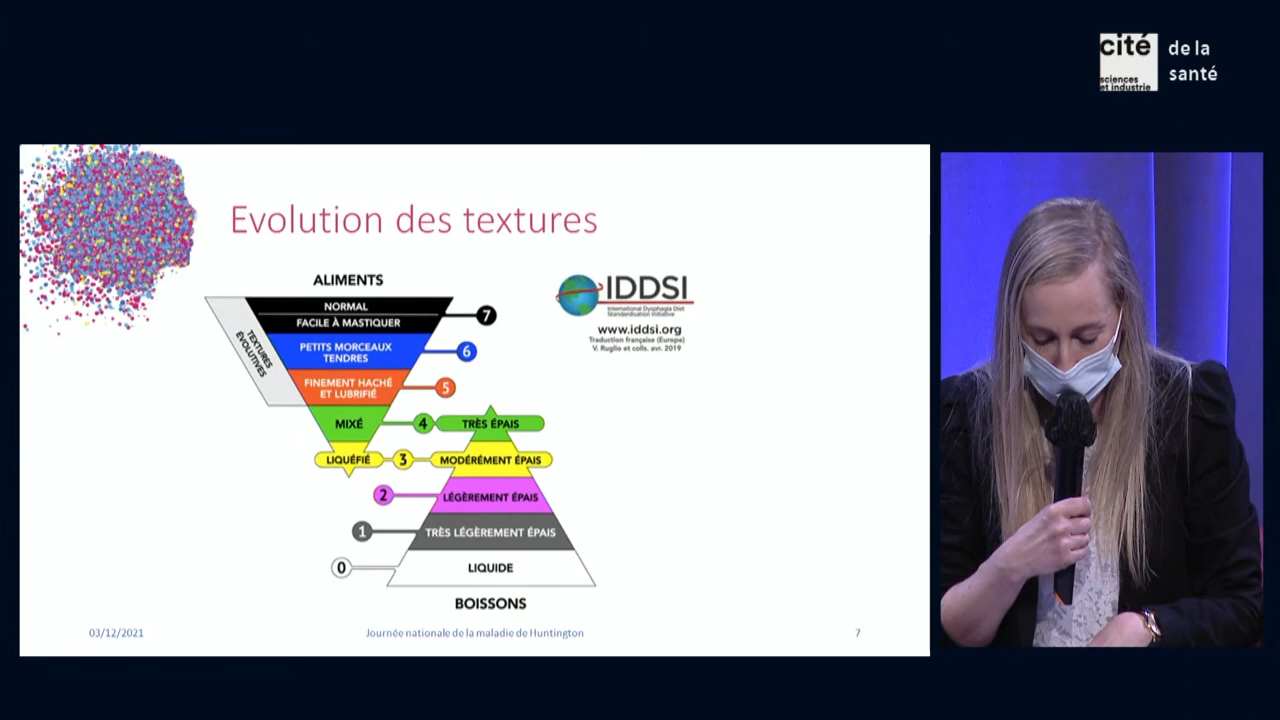 cité
sciences
et industrie
de la
santé
Evolution des textures
ALIMENTS
NORMAL
FACILE À MASTIQUER
7
TEXTURES
ÉVOLUTIVES
PETITS MORCEAUX
TENDRES
6
FINEMENT HACHÉ
ET LUBRIFIÉ
5
MIXÉ
4
TRÈS ÉPAIS
LIQUÉFIÉ
3
MODÉRÉMENT ÉPAIS
2
LÉGÈREMENT ÉPAIS
1
TRÈS LÉGÈREMENT ÉPAIS
0
LIQUIDE
BOISSONS
IDDSI
International Dysphagia Diet
Standardisation Initiative
www.iddsi.org
Traduction française (Europe)
V. Ruglio et colls. avr. 2019
03/12/2021
Journée nationale de la maladie de Huntington
7